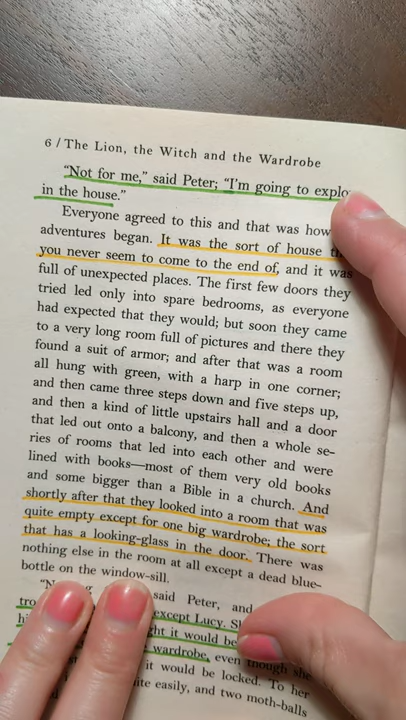 6 / The Lion, the Witch and the Wardrobe
“Not for me,” said Peter; “I’m going to explo
in the house.”
Everyone agreed to this and that was how
adventures began. It was the sort of house
you never seem to come to the end of, and it was
full of unexpected places. The first few doors they
tried led only into spare bedrooms, as everyone
had expected that they would; but soon they came
to a very long room full of pictures and there they
found a suit of armor; and after that was a room
all hung with green, with a harp in one corner;
and then came three steps down and five steps up,
and then a kind of little upstairs hall and a door
that led out onto a balcony, and then a whole se–
ries of rooms that led into each other and were
lined with books—most of them very old books
and some bigger than a Bible in a church. And
shortly after that they looked into a room that was
quite empty except for one big wardrobe; the sort
that has a looking-glass in the door. There was
nothing else in the room at all except a dead blue–
bottle on the window-sill.
said Peter, and
except Lucy.
it would be
wardrobe, even though she
it would be locked. To her
easily, and two moth-balls